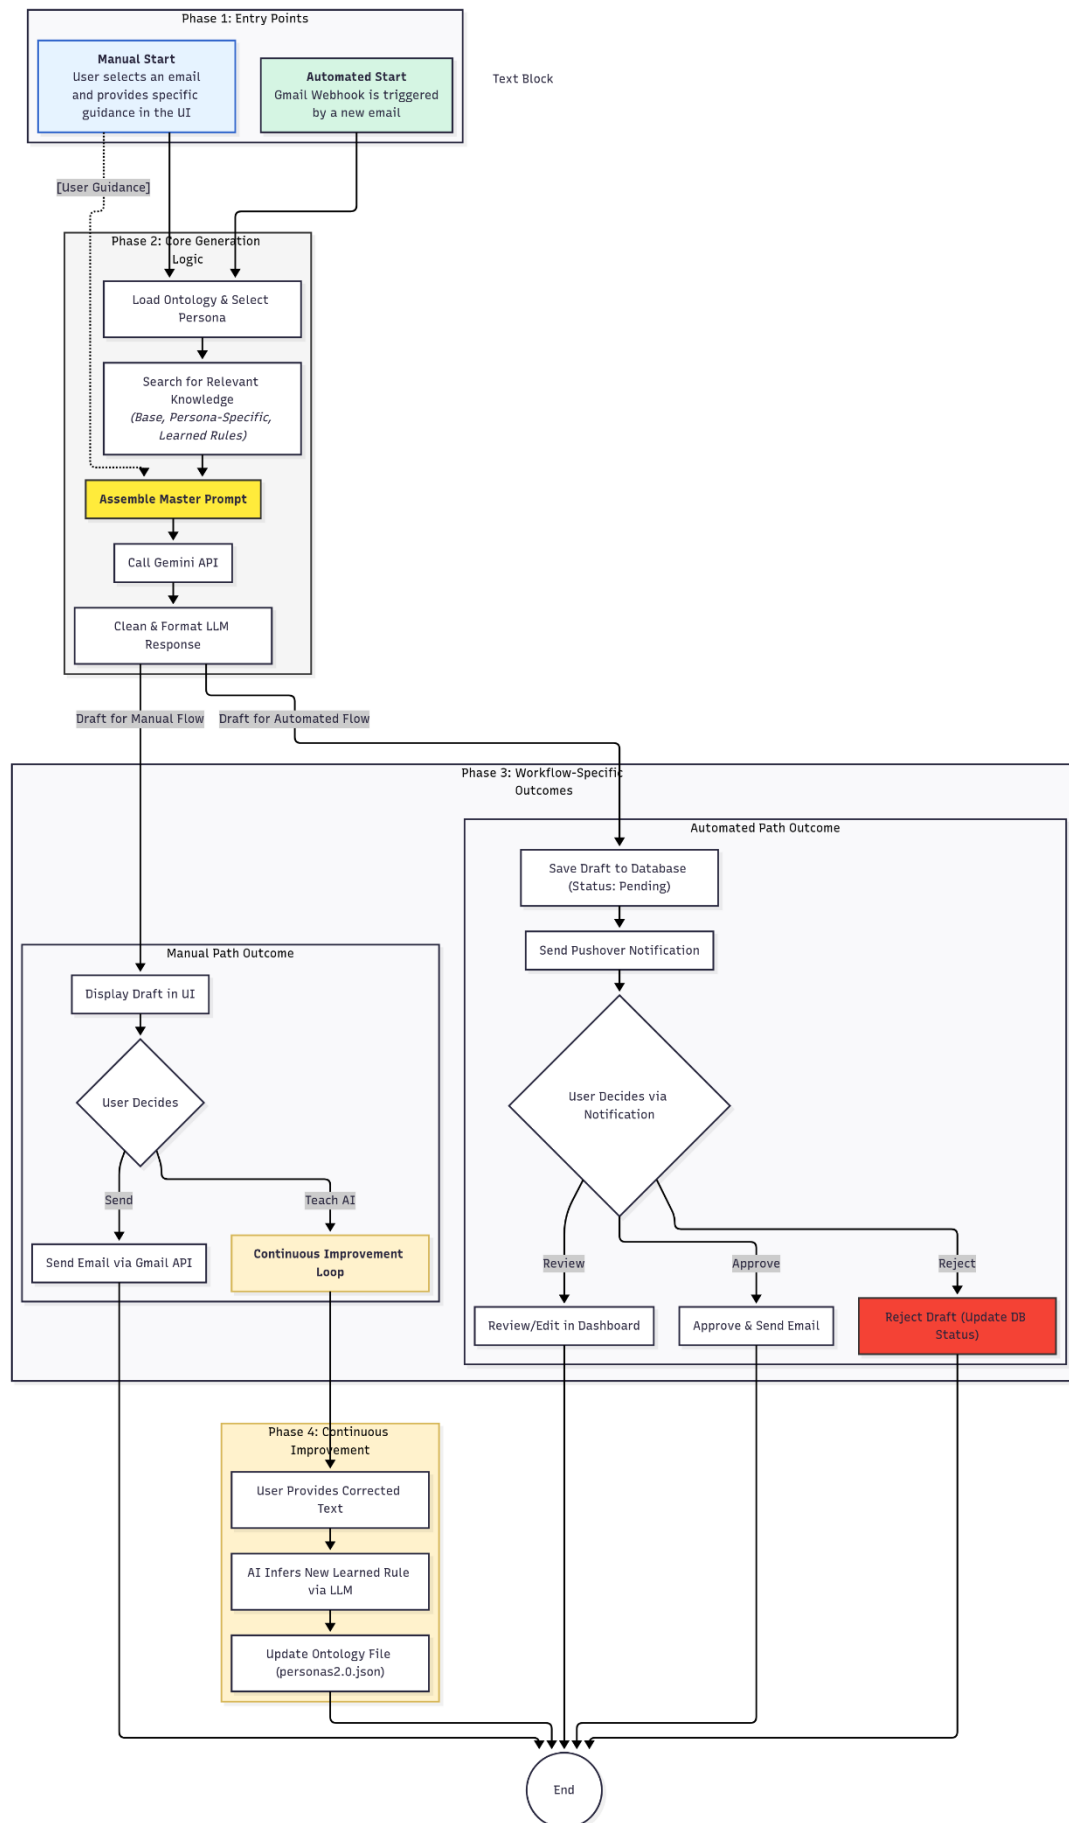 Phase 1: Entry Points
Manual Start
User selects an email
and provides specific
guidance in the UI
Automated Start
Gmail Webhook is triggered
by a new email
Text Block
[User Guidance]
Phase 2: Core Generation
Logic
Load Ontology & Select
Persona
Search for Relevant
Knowledge
(Base, Persona-Specific,
Learned Rules)
Assemble Master Prompt
Call Gemini API
Clean & Format LLM
Response
Draft for Manual Flow
Draft for Automated Flow
Phase 3: Workflow-Specific
Outcomes
Automated Path Outcome
Save Draft to Database
(Status: Pending)
Send Pushover Notification
Manual Path Outcome
Display Draft in UI
User Decides
User Decides via
Notification
Send
Teach AI
Send Email via Gmail API
Continuous Improvement
Loop
Review
Approve
Reject
Review/Edit in Dashboard
Approve & Send Email
Reject Draft (Update DB
Status)
Phase 4: Continuous
Improvement
User Provides Corrected
Text
AI Infers New Learned Rule
via LLM
Update Ontology File
(personas2.0.json)
End